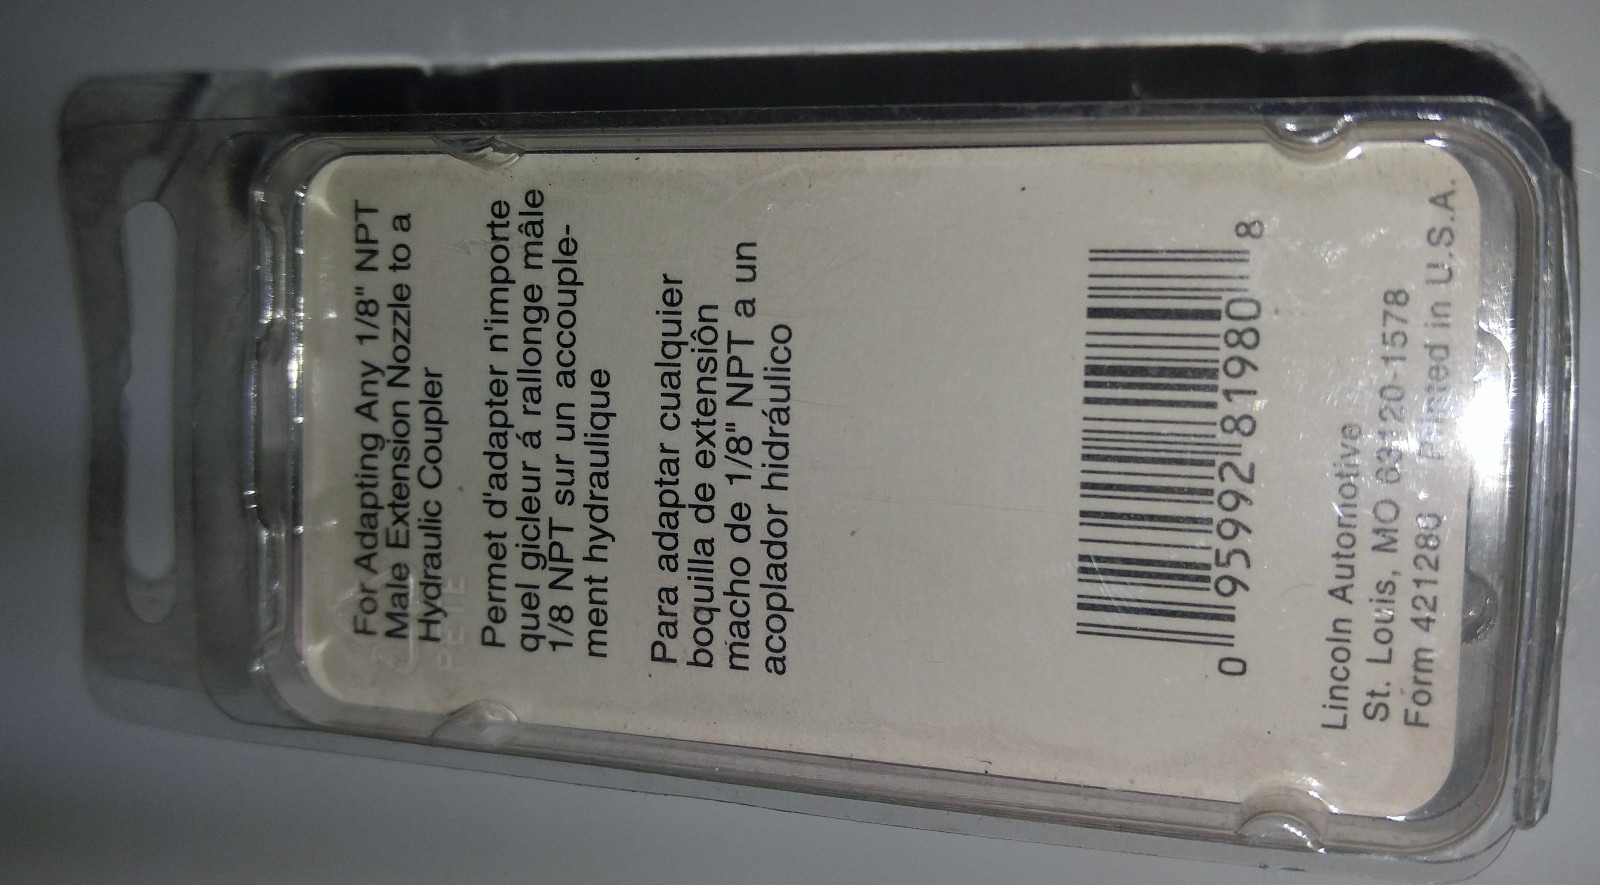 For Adapting Any 1/8" NPT
Male Extension Nozzle to a
Hydraulic Coupler
Permet d'adapter n'importe
quel gicleur á rallonge mâle
1/8 NPT sur un accouple-
ment hydraulique
Para adaptar cualquier
boquilla de extensiôn
macho de 1/8" NPT a un
acoplador hidráulico
0 95992 81980 8
Lincoln Automotive
St. Louis, MO 63120-1578
Form 421280 Printed in U.S.A.